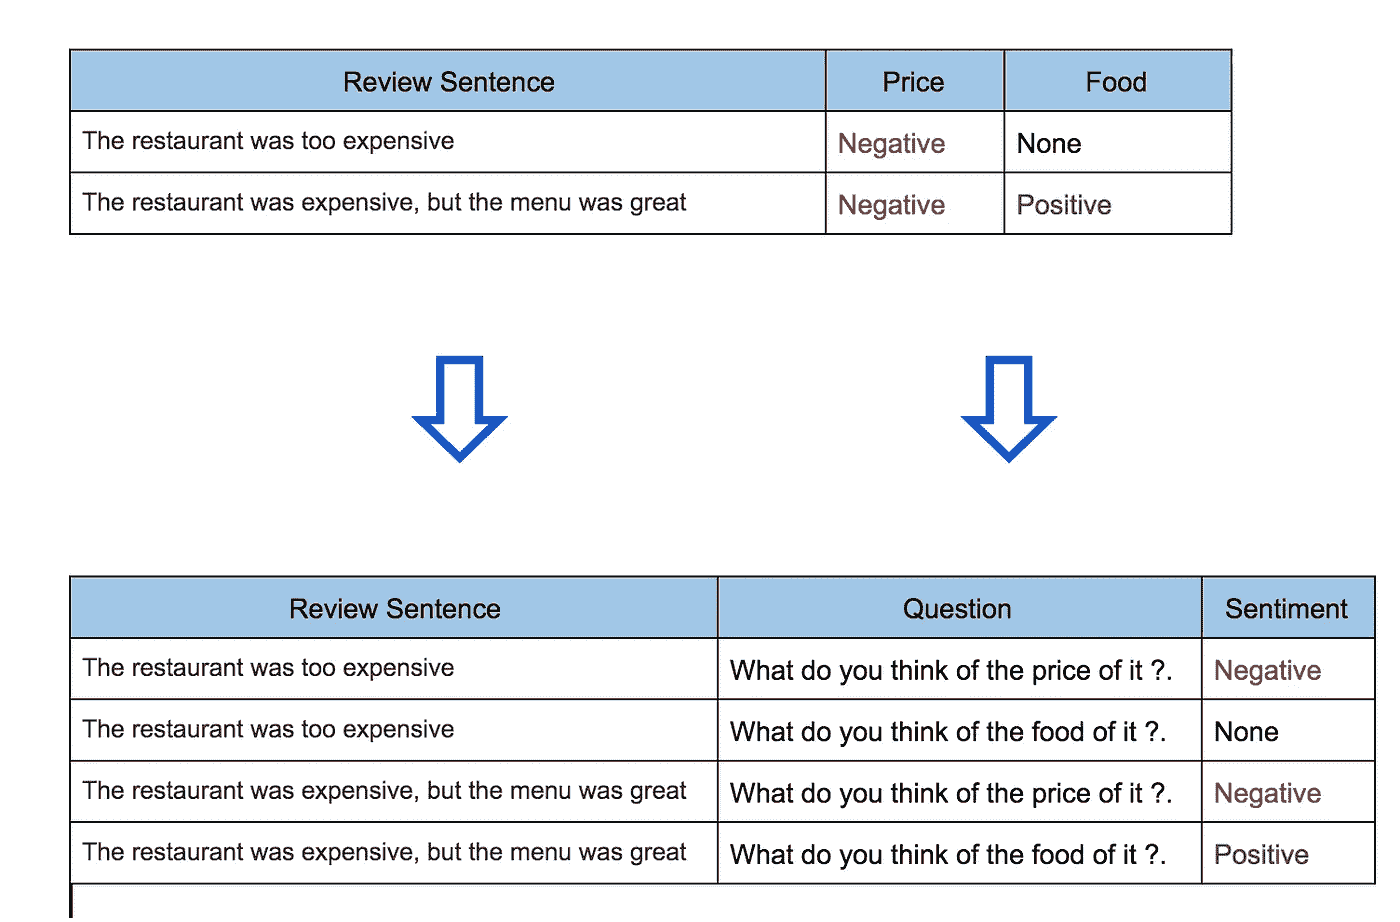 Review Sentence Price Food
The restaurant was too expensive Negative None
The restaurant was expensive, but the menu was great Negative Positive
Review Sentence Question Sentiment
The restaurant was too expensive What do you think of the price of it ?. Negative
The restaurant was too expensive What do you think of the food of it ?. None
The restaurant was expensive, but the menu was great What do you think of the price of it ?. Negative
The restaurant was expensive, but the menu was great What do you think of the food of it ?. Positive